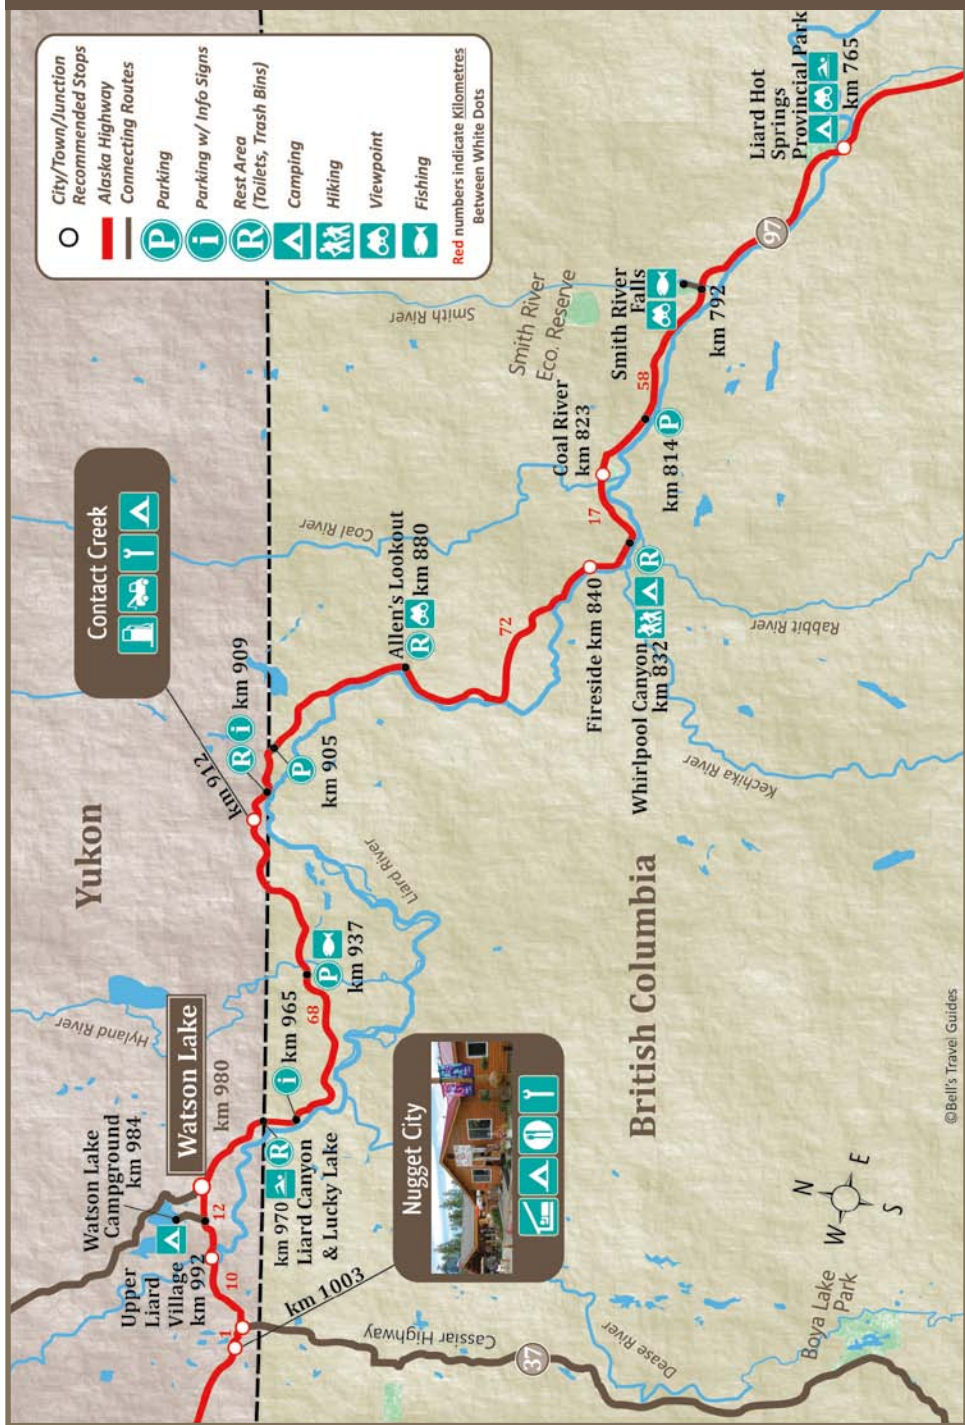 City/Town/Junction
Recommended Stops
Alaska Highway
Connecting Routes
P
Parking
i
Parking w/ Info Signs
R
Rest Area
(Toilets, Trash Bins)
Camping
Hiking
Viewpoint
Fishing
Red numbers indicate Kilometres
Between White Dots
Yukon
British Columbia
Contact Creek
km 912
R i km 909
P
km 905
Allen's Lookout
R km 880
72
Fireside km 840
Whirlpool Canyon
km 832
R
17
Coal River
km 823
km 814 P
58
Smith River
Falls
km 792
Smith River
Eco. Reserve
97
Liard Hot
Springs
Provincial Park
km 765
Smith River
Coal River
Rabbit River
Kechika River
Liard River
Hyland River
P
km 937
68
i km 965
km 970 R
Liard Canyon
& Lucky Lake
Watson Lake
km 980
Watson Lake
Campground
km 984
12
Upper
Liard
Village
km 992
10
1
km 1003
Nugget City
Cassiar Highway
37
Dease River
Boya Lake
Park
N
W E
S
©Bell's Travel Guides